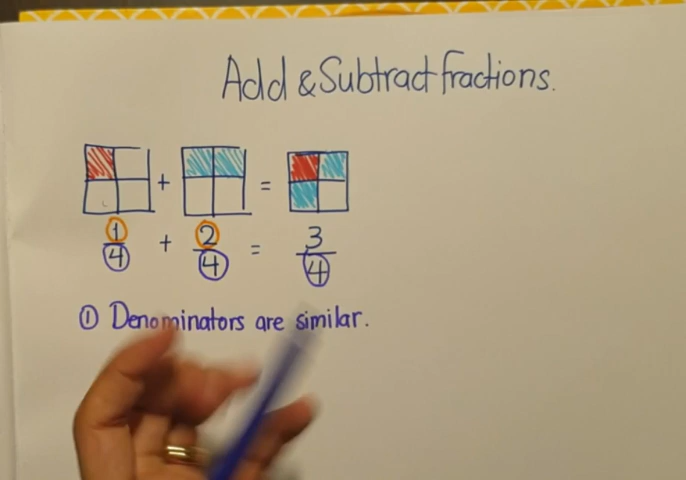 Add & Subtract fractions.
+ =
1/4 + 2/4 = 3/4
① Denominators are similar.